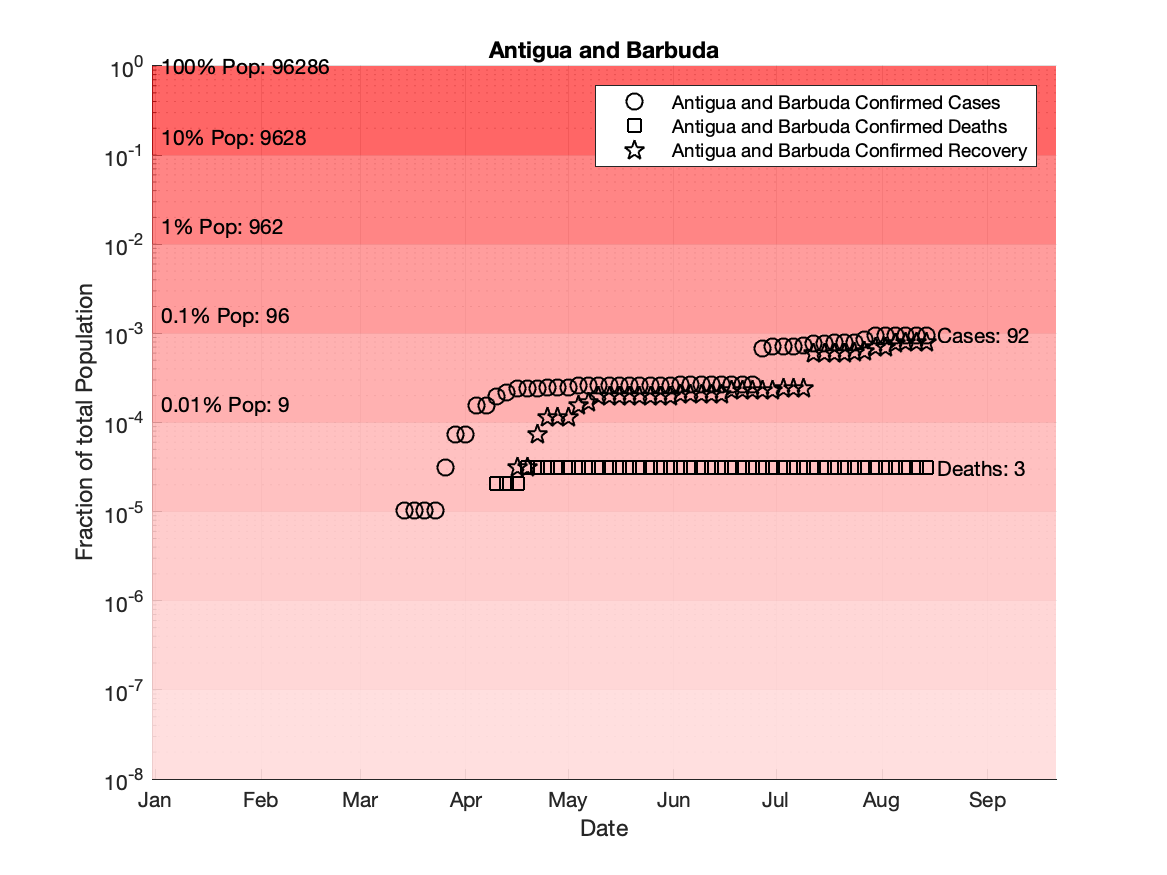 Antigua and Barbuda
10^0
100% Pop: 96286
Antigua and Barbuda Confirmed Cases
Antigua and Barbuda Confirmed Deaths
Antigua and Barbuda Confirmed Recovery
10% Pop: 9628
10^-1
1% Pop: 962
10^-2
0.1% Pop: 96
10^-3
Cases: 92
0.01% Pop: 9
10^-4
Deaths: 3
10^-5
10^-6
10^-7
10^-8
Fraction of total Population
Jan Feb Mar Apr May Jun Jul Aug Sep
Date